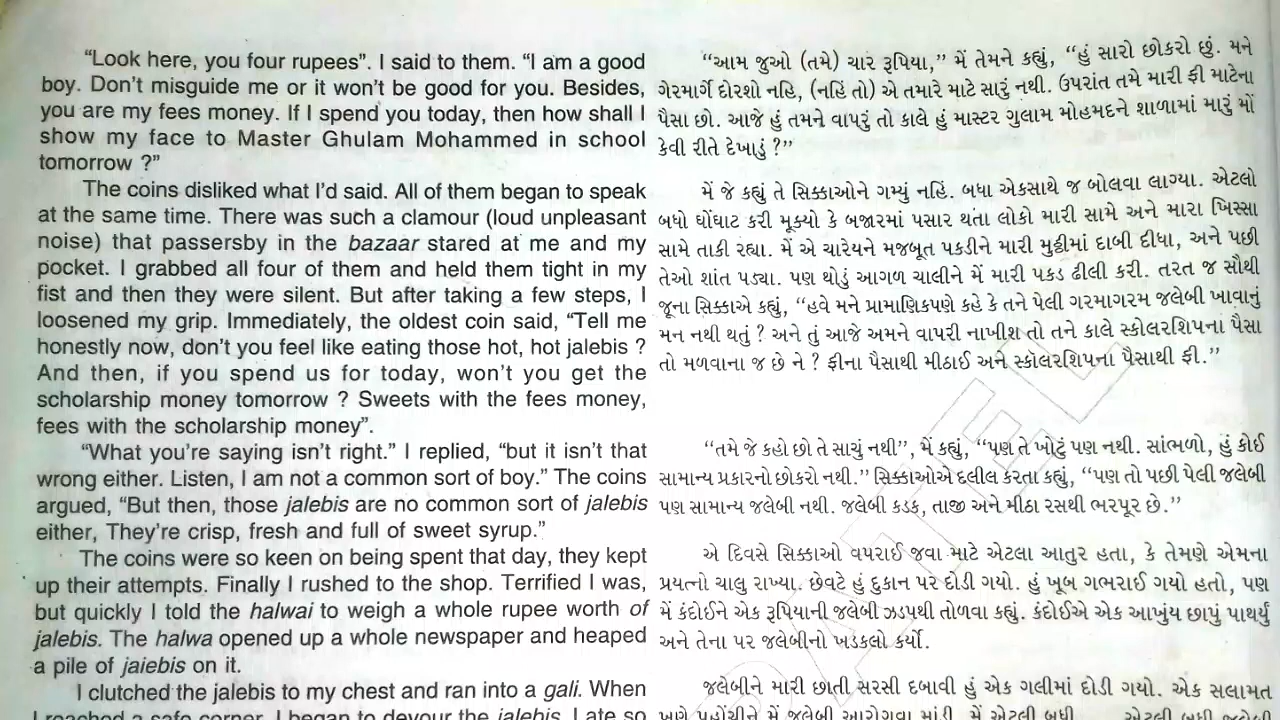 “Look here, you four rupees”. I said to them. “I am a good
boy. Don’t misguide me or it won’t be good for you. Besides,
you are my fees money. If I spend you today, then how shall I
show my face to Master Ghulam Mohammed in school
tomorrow ?”
The coins disliked what I’d said. All of them began to speak
at the same time. There was such a clamour (loud unpleasant
noise) that passersby in the bazaar stared at me and my
pocket. I grabbed all four of them and held them tight in my
fist and then they were silent. But after taking a few steps, I
loosened my grip. Immediately, the oldest coin said, “Tell me
honestly now, don’t you feel like eating those hot, hot jalebis ?
And then, if you spend us for today, won’t you get the
scholarship money tomorrow ? Sweets with the fees money,
fees with the scholarship money”.
“What you’re saying isn’t right.” I replied, “but it isn’t that
wrong either. Listen, I am not a common sort of boy.” The coins
argued, “But then, those jalebis are no common sort of jalebis
either, They’re crisp, fresh and full of sweet syrup.”
The coins were so keen on being spent that day, they kept
up their attempts. Finally I rushed to the shop. Terrified I was,
but quickly I told the halwai to weigh a whole rupee worth of
jalebis. The halwa opened up a whole newspaper and heaped
a pile of jaiebis on it.
I clutched the jalebis to my chest and ran into a gali. When
I reached a safe corner, I began to devour the jalebis. I ate so
“આમ જુઓ (તમે) ચાર રૂપિયા,” મેં તેમને કહ્યું, “હું સારો છોકરો છું. મને
ગેરમાર્ગે દોરશો નહિ, (નહિ તો) એ તમારે માટે સારું નથી. ઉપરાંત તમે મારી ફી માટેના
પૈસા છો. આજે હું તમને વાપરું તો કાલે હું માસ્ટર ગુલામ મોહમદને શાળામાં મારું મોં
કેવી રીતે દેખાડું ?”
મેં જે કહ્યું તે સિક્કાઓને ગમ્યું નહિ. બધા એકસાથે જ બોલવા લાગ્યા. એટલો
બધો ઘોંઘાટ કરી મૂક્યો કે બજારમાં પસાર થતા લોકો મારી સામે અને મારા ખિસ્સા
સામે તાકી રહ્યા. મેં એ ચારેયને મજબૂત પકડીને મારી મુઠ્ઠીમાં દાબી દીધા, અને પછી
તેઓ શાંત પડ્યા. પણ થોડું આગળ ચાલીને મેં મારી પકડ ઢીલી કરી. તરત જ સૌથી
જૂના સિક્કાએ કહ્યું, “હવે મને પ્રામાણિકપણે કહે કે તને પેલી ગરમાગરમ જલેબી ખાવાનું
મન નથી થતું ? અને તું આજે અમને વાપરી નાખીશ તો તને કાલે સ્કોલરશિપના પૈસા
તો મળવાના જ છે ને ? ફીના પૈસાથી મીઠાઈ અને સ્કોલરશિપના પૈસાથી ફી.”
“તમે જે કહો છો તે સાચું નથી”, મેં કહ્યું, “પણ તે ખોટું પણ નથી. સાંભળો, હું કોઈ
સામાન્ય પ્રકારનો છોકરો નથી.” સિક્કાઓએ દલીલ કરતા કહ્યું, “પણ તો પછી પેલી જલેબી
પણ સામાન્ય જલેબી નથી. જલેબી કડક, તાજી અને મીઠા રસથી ભરપૂર છે.”
એ દિવસે સિક્કાઓ વપરાઈ જવા માટે એટલા આતુર હતા, કે તેમણે એમના
પ્રયત્નો ચાલુ રાખ્યા. છેવટે હું દુકાન પર દોડી ગયો. હું ખૂબ ગભરાઈ ગયો હતો, પણ
મેં કંદોઈને એક રૂપિયાની જલેબી ઝડપથી તોળવા કહ્યું. કંદોઈએ એક આખુંય છાપું પાથર્યું
અને તેના પર જલેબીનો ખડકલો કર્યો.
જલેબીને મારી છાતી સરસી દબાવી હું એક ગલીમાં દોડી ગયો. એક સલામત
ખૂણે પહોંચીને મેં જલેબી આરોગવા માંડી. મેં એટલી બધી